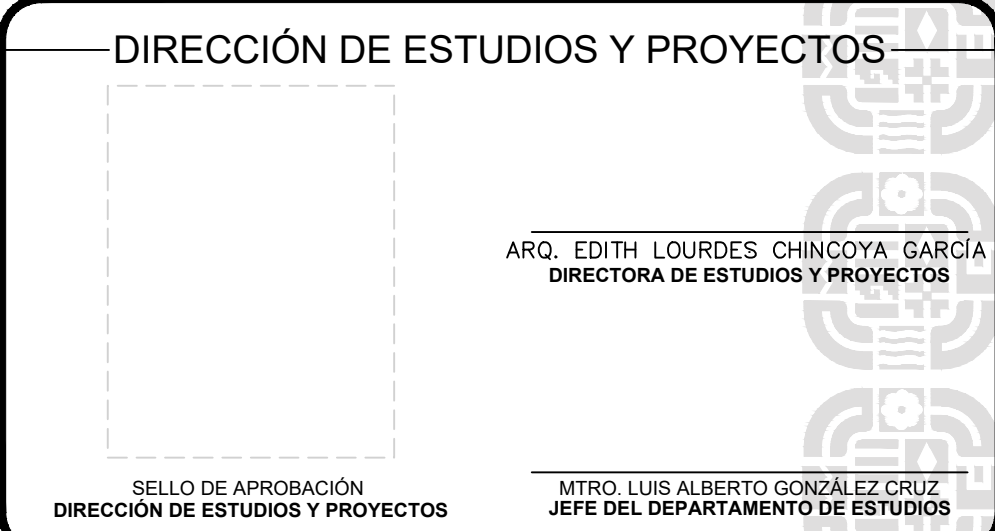 DIRECCIÓN DE ESTUDIOS Y PROYECTOS
ARQ. EDITH LOURDES CHINCOYA GARCÍA
DIRECTORA DE ESTUDIOS Y PROYECTOS
SELLO DE APROBACIÓN
DIRECCIÓN DE ESTUDIOS Y PROYECTOS
MTRO. LUIS ALBERTO GONZÁLEZ CRUZ
JEFE DEL DEPARTAMENTO DE ESTUDIOS